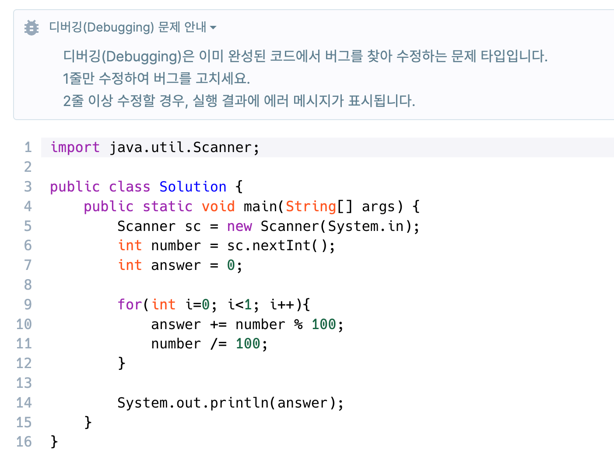 디버깅(Debugging) 문제 안내
디버깅(Debugging)은 이미 완성된 코드에서 버그를 찾아 수정하는 문제 타입입니다.
1줄만 수정하여 버그를 고치세요.
2줄 이상 수정할 경우, 실행 결과에 에러 메시지가 표시됩니다.
1 import java.util.Scanner;
2
3 public class Solution {
4     public static void main(String[] args) {
5         Scanner sc = new Scanner(System.in);
6         int number = sc.nextInt();
7         int answer = 0;
8
9         for(int i=0; i<1; i++){
10             answer += number % 100;
11             number /= 100;
12         }
13
14         System.out.println(answer);
15     }
16 }